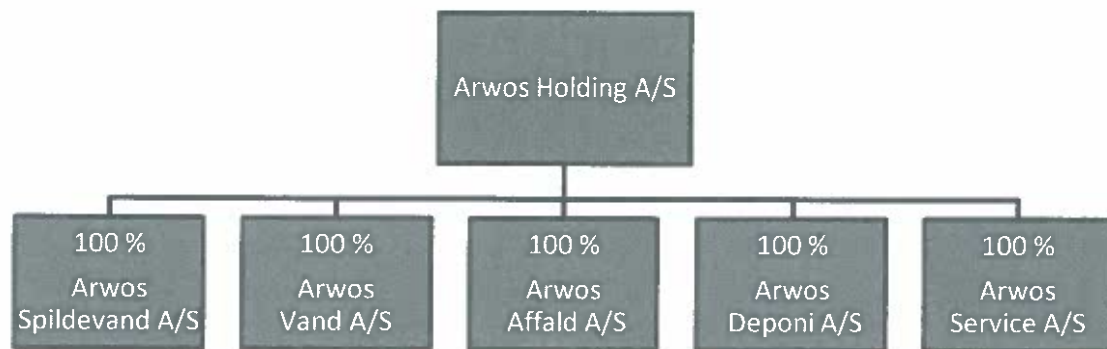 Arwos Holding A/S
100 %
Arwos
Spildevand A/S
100 %
Arwos
Vand A/S
100 %
Arwos
Affald A/S
100 %
Arwos
Deponi A/S
100 %
Arwos
Service A/S